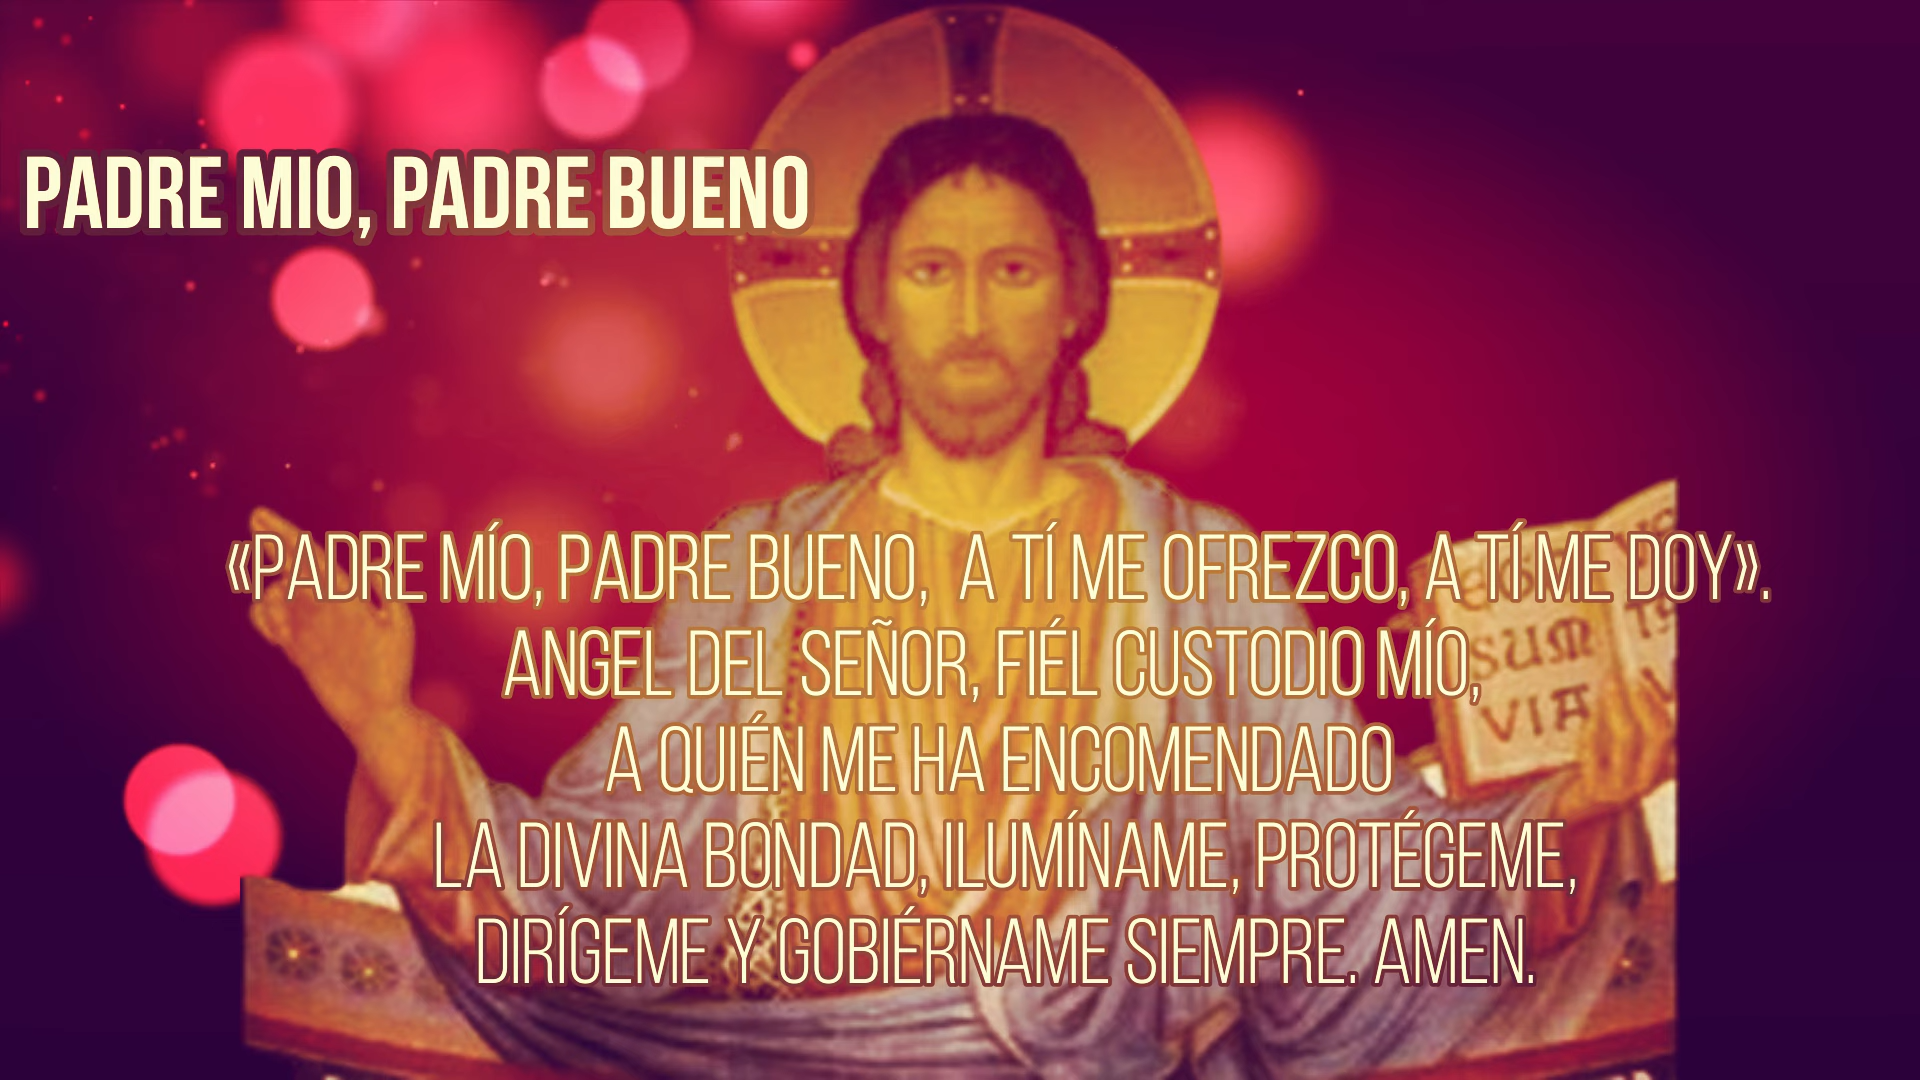 PADRE MIO, PADRE BUENO
«PADRE MÍO, PADRE BUENO, A TÍ ME OFREZCO, A TÍ ME DOY».
ANGEL DEL SEÑOR, FIÉL CUSTODIO MÍO,
A QUIÉN ME HA ENCOMENDADO
LA DIVINA BONDAD, ILUMÍNAME, PROTÉGEME,
DIRÍGEME Y GOBIÉRNAME SIEMPRE. AMEN.
SUM
VIA